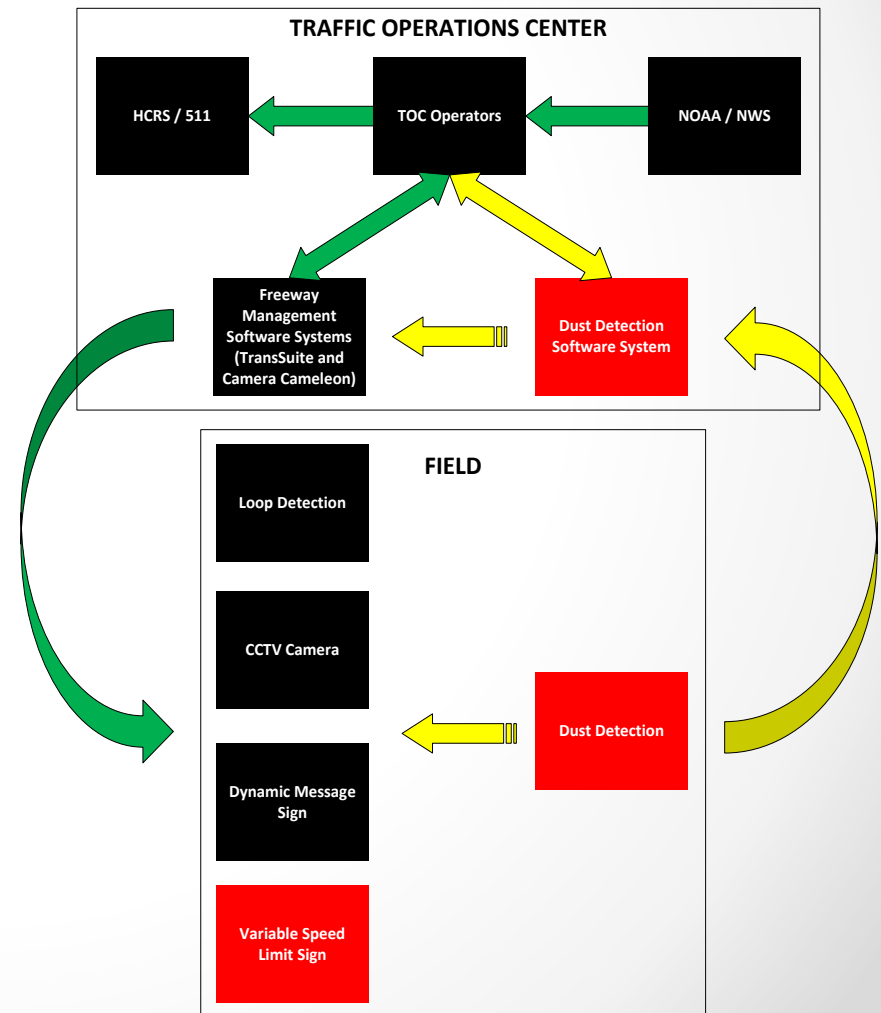 TRAFFIC OPERATIONS CENTER
HCRS / 511
TOC Operators
NOAA / NWS
Freeway
Management
Software Systems
(TransSuite and
Camera Cameleon)
Dust Detection
Software System
FIELD
Loop Detection
CCTV Camera
Dust Detection
Dynamic Message
Sign
Variable Speed
Limit Sign